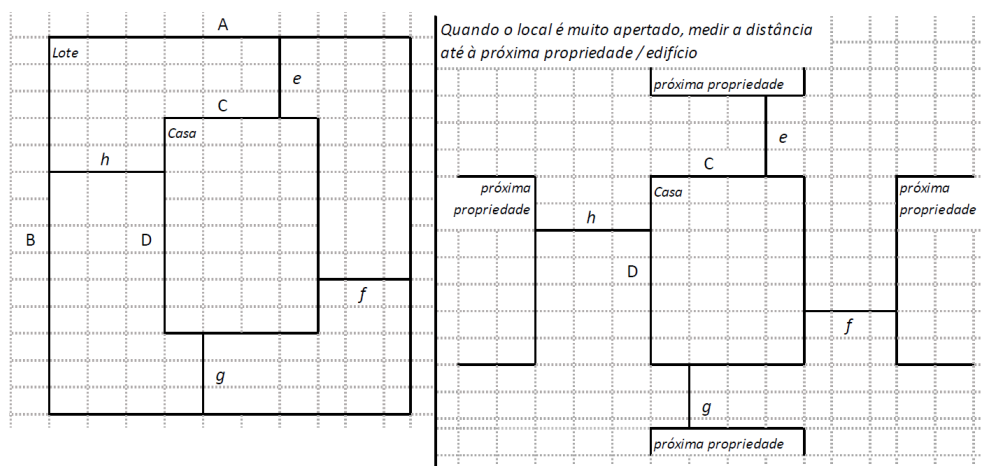 A
Lote
e
C
Casa
h
B
D
f
g
Quando o local é muito apertado, medir a distância
até à próxima propriedade / edifício
próxima propriedade
e
C
próxima
propriedade
Casa
próxima
propriedade
h
D
f
g
próxima propriedade